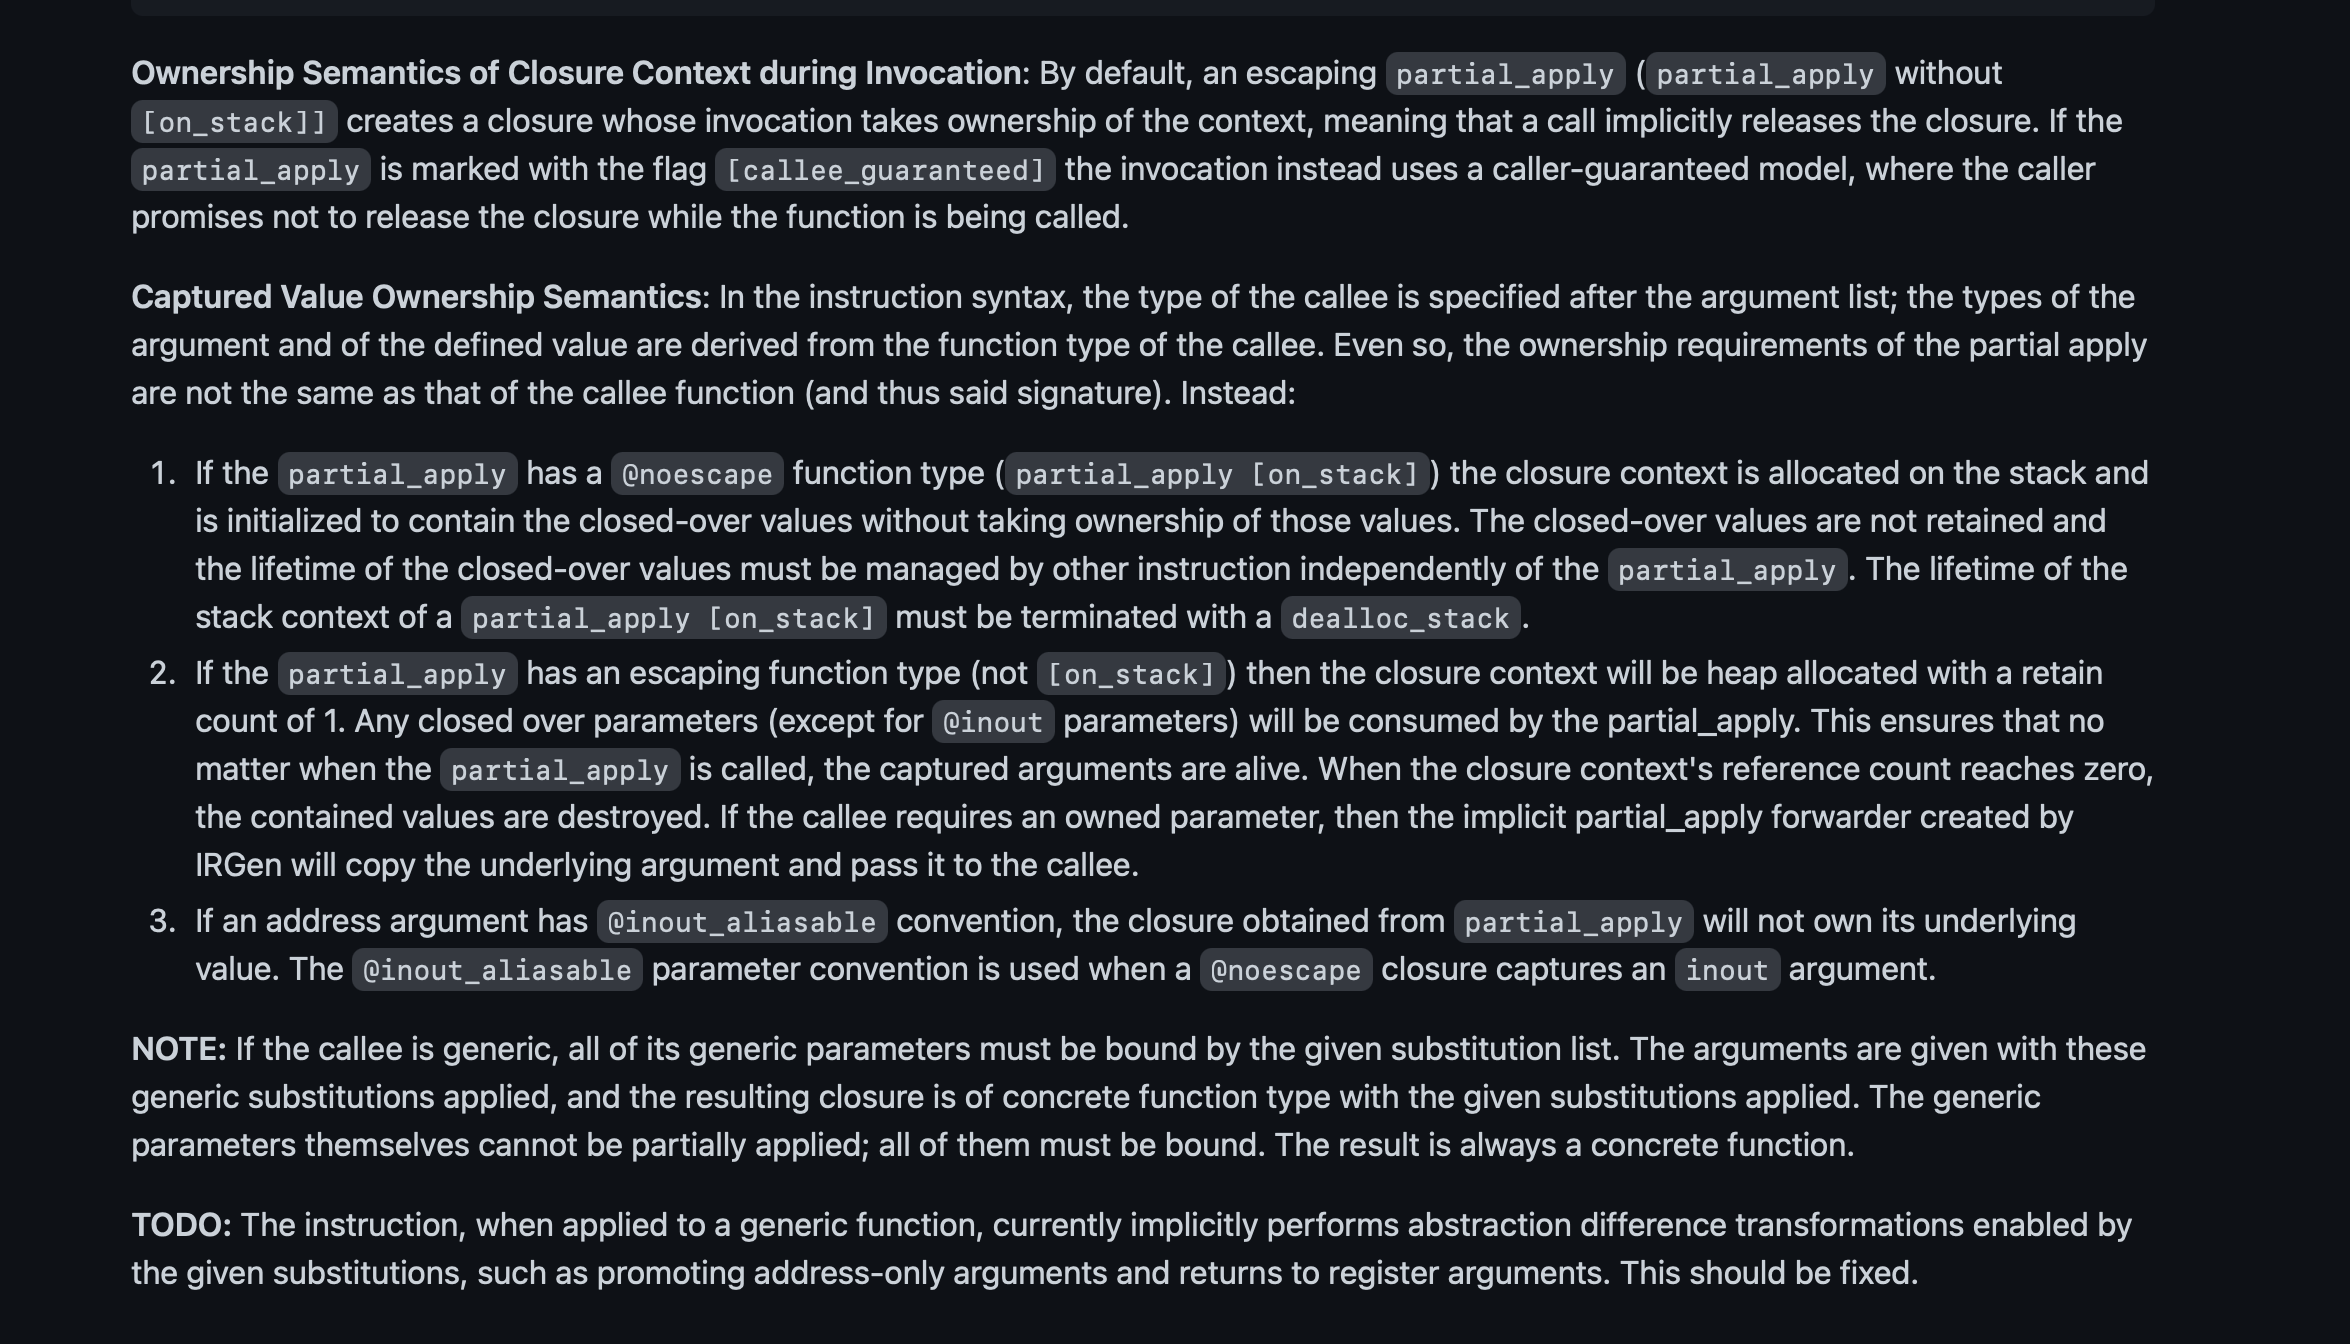 Ownership Semantics of Closure Context during Invocation: By default, an escaping partial_apply (partial_apply without
[on_stack]] creates a closure whose invocation takes ownership of the context, meaning that a call implicitly releases the closure. If the
partial_apply is marked with the flag [callee_guaranteed] the invocation instead uses a caller-guaranteed model, where the caller
promises not to release the closure while the function is being called.
Captured Value Ownership Semantics: In the instruction syntax, the type of the callee is specified after the argument list; the types of the
argument and of the defined value are derived from the function type of the callee. Even so, the ownership requirements of the partial apply
are not the same as that of the callee function (and thus said signature). Instead:
1. If the partial_apply has a @noescape function type (partial_apply [on_stack]) the closure context is allocated on the stack and
is initialized to contain the closed-over values without taking ownership of those values. The closed-over values are not retained and
the lifetime of the closed-over values must be managed by other instruction independently of the partial_apply. The lifetime of the
stack context of a partial_apply [on_stack] must be terminated with a dealloc_stack.
2. If the partial_apply has an escaping function type (not [on_stack]) then the closure context will be heap allocated with a retain
count of 1. Any closed over parameters (except for @inout parameters) will be consumed by the partial_apply. This ensures that no
matter when the partial_apply is called, the captured arguments are alive. When the closure context's reference count reaches zero,
the contained values are destroyed. If the callee requires an owned parameter, then the implicit partial_apply forwarder created by
IRGen will copy the underlying argument and pass it to the callee.
3. If an address argument has @inout_aliasable convention, the closure obtained from partial_apply will not own its underlying
value. The @inout_aliasable parameter convention is used when a @noescape closure captures an inout argument.
NOTE: If the callee is generic, all of its generic parameters must be bound by the given substitution list. The arguments are given with these
generic substitutions applied, and the resulting closure is of concrete function type with the given substitutions applied. The generic
parameters themselves cannot be partially applied; all of them must be bound. The result is always a concrete function.
TODO: The instruction, when applied to a generic function, currently implicitly performs abstraction difference transformations enabled by
the given substitutions, such as promoting address-only arguments and returns to register arguments. This should be fixed.